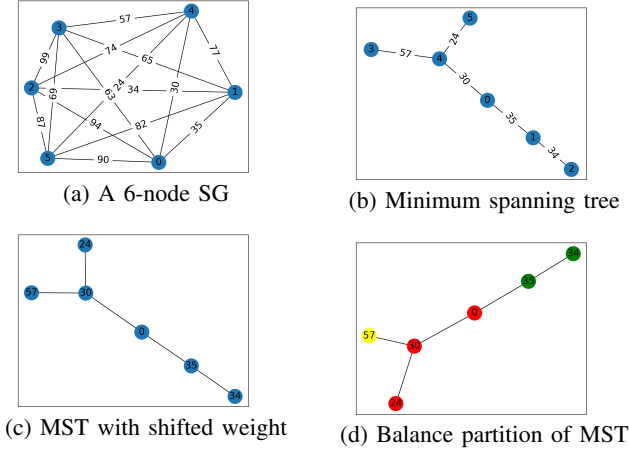 3 57 4
99 74 65 77
2 69 63 24 34 30 1
87 94 82 35
5 90 0
(a) A 6-node SG
5
3 57 24
4
30
0
35
1
34
2
(b) Minimum spanning tree
24
57 30
0
35
34
(c) MST with shifted weight
34
35
0
57
30
24
(d) Balance partition of MST